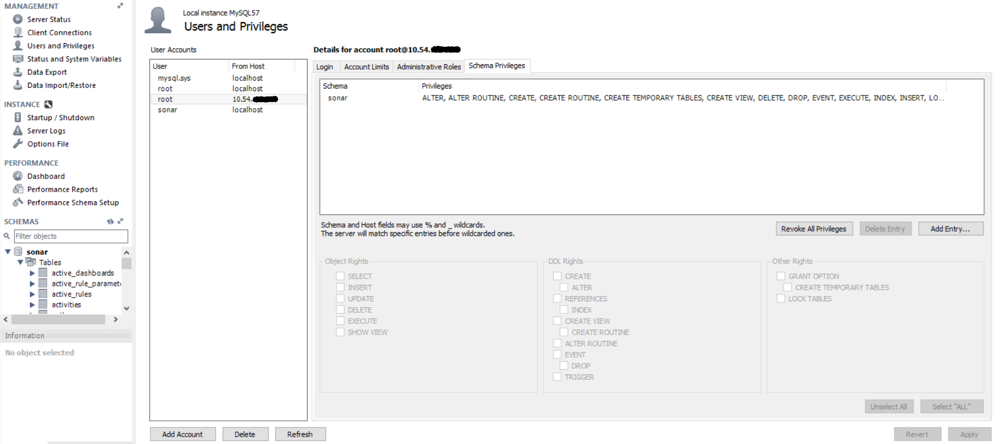 MANAGEMENT
Server Status
Client Connections
Users and Privileges
Status and System Variables
Data Export
Data Import/Restore
INSTANCE
Startup / Shutdown
Server Logs
Options File
PERFORMANCE
Dashboard
Performance Reports
Performance Schema Setup
SCHEMAS
Filter objects
sonar
Tables
active_dashboards
active_rule_paramet
active_rules
activities
Information
No object selected
Local instance MySQL57
Users and Privileges
User Accounts
User From Host
mysql.sys localhost
root localhost
root 10.54.
sonar localhost
Add Account Delete Refresh
Details for account root@10.54.
Login Account Limits Administrative Roles Schema Privileges
Schema Privileges
sonar ALTER, ALTER ROUTINE, CREATE, CREATE ROUTINE, CREATE TEMPORARY TABLES, CREATE VIEW, DELETE, DROP, EVENT, EXECUTE, INDEX, INSERT, LO...
Schema and Host fields may use % and _ wildcards.
The server will match specific entries before wildcarded ones.
Revoke All Privileges Delete Entry Add Entry...
Object Rights
SELECT
INSERT
UPDATE
DELETE
EXECUTE
SHOW VIEW
DDL Rights
CREATE
ALTER
REFERENCES
INDEX
CREATE VIEW
CREATE ROUTINE
ALTER ROUTINE
EVENT
DROP
TRIGGER
Other Rights
GRANT OPTION
CREATE TEMPORARY TABLES
LOCK TABLES
Unselect All Select "ALL"
Revert Apply